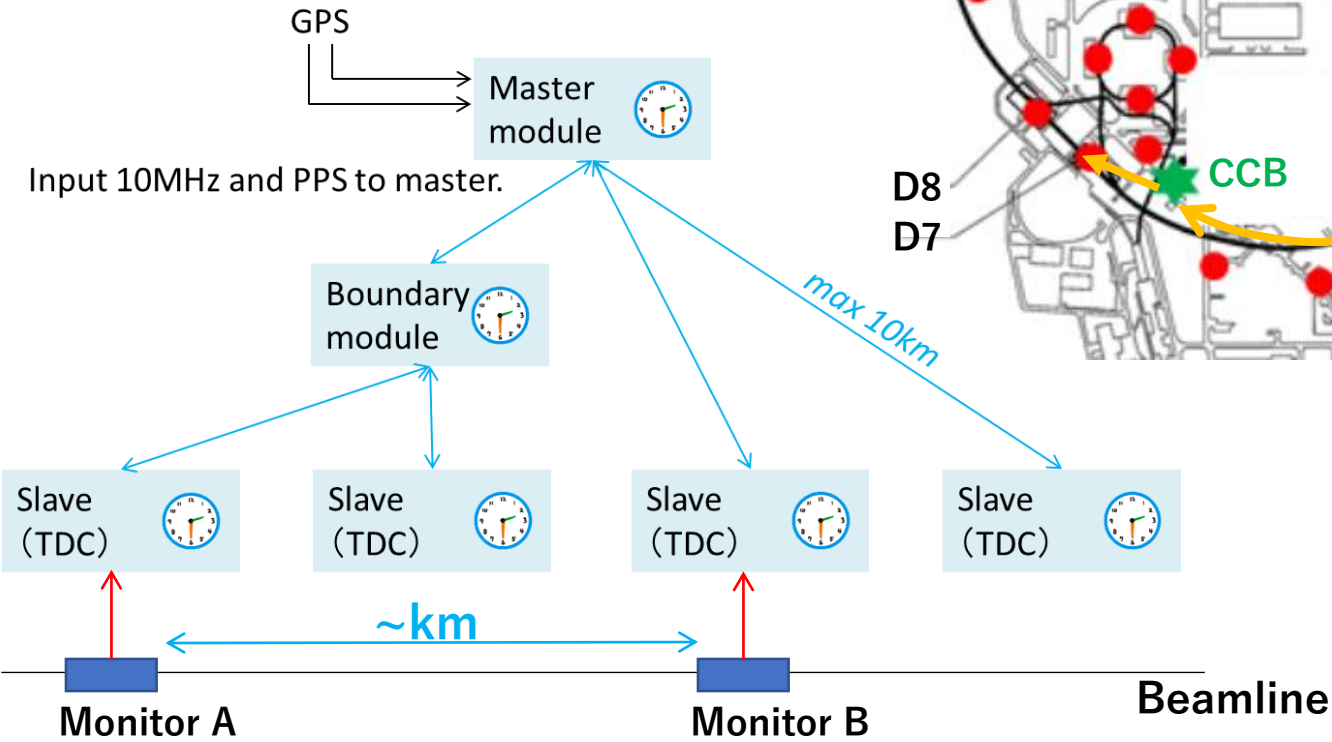 GPS
Master
module
Input 10MHz and PPS to master.
CCB
D8
D7
Boundary
module
max 10km
Slave
（TDC）
Slave
（TDC）
Slave
（TDC）
Slave
（TDC）
~km
Monitor A
Monitor B
Beamline